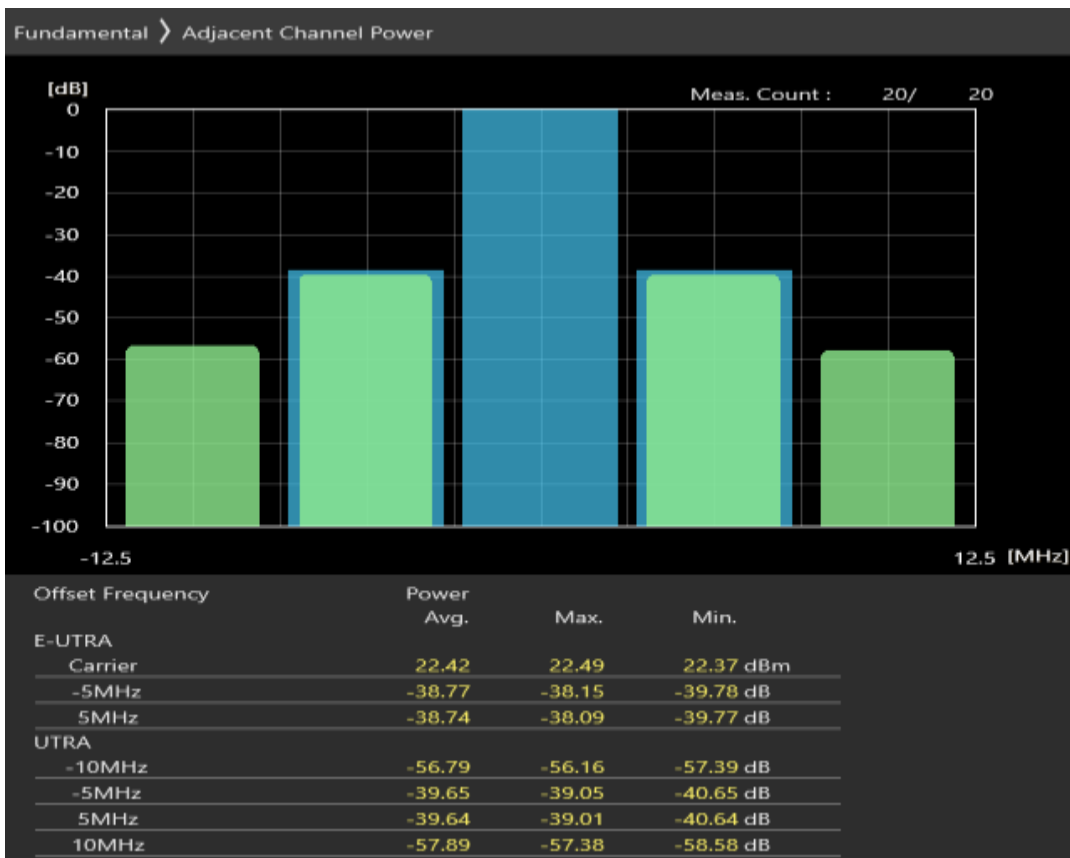 Fundamental ❯ Adjacent Channel Power
[dB]
Meas. Count : 20/ 20
0
-10
-20
-30
-40
-50
-60
-70
-80
-90
-100
-12.5 12.5 [MHz]
Offset Frequency Power
Avg. Max. Min.
E-UTRA
Carrier 22.42 22.49 22.37 dBm
-5MHz -38.77 -38.15 -39.78 dB
5MHz -38.74 -38.09 -39.77 dB
UTRA
-10MHz -56.79 -56.16 -57.39 dB
-5MHz -39.65 -39.05 -40.65 dB
5MHz -39.64 -39.01 -40.64 dB
10MHz -57.89 -57.38 -58.58 dB